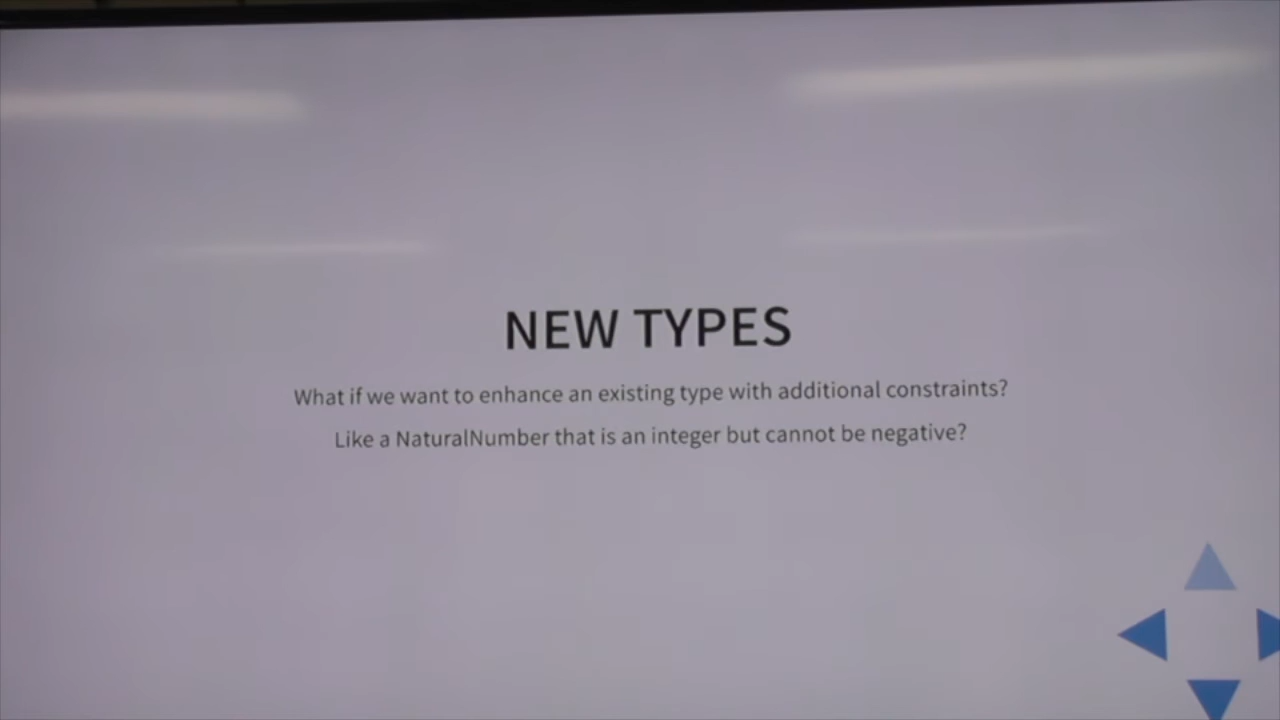 NEW TYPES
What if we want to enhance an existing type with additional constraints?
Like a NaturalNumber that is an integer but cannot be negative?